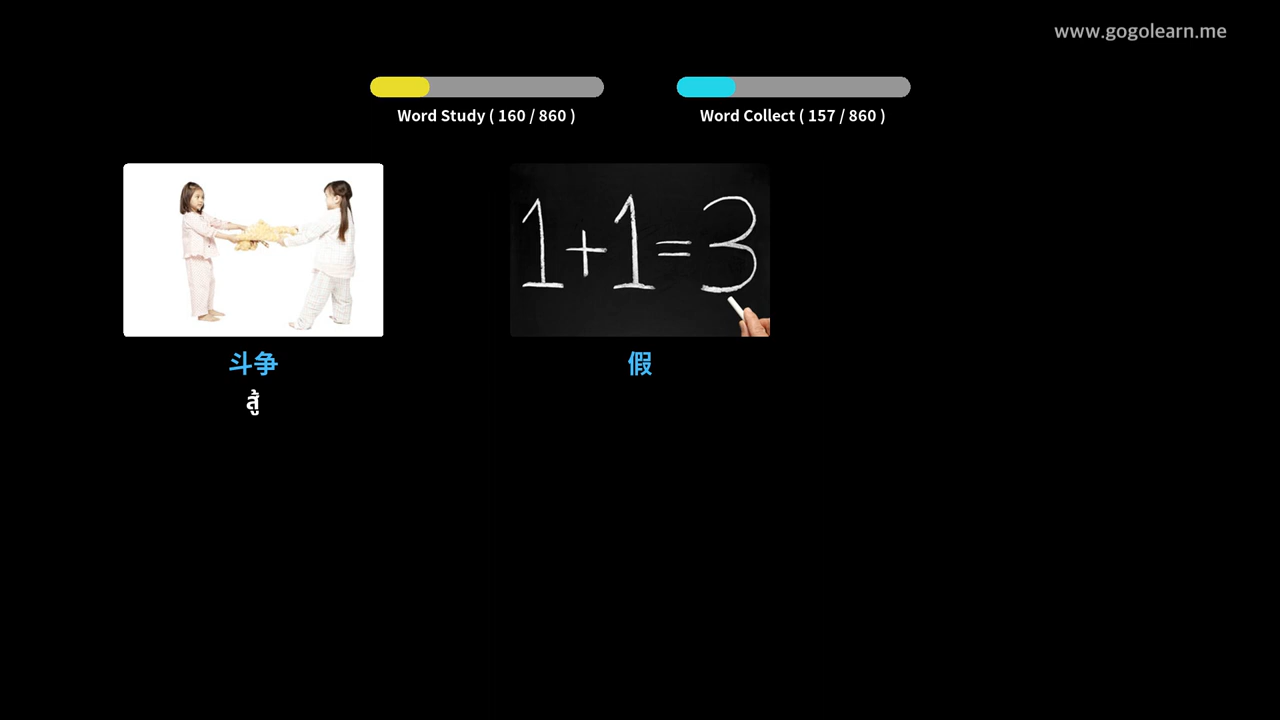 www.gogolearn.me
Word Study ( 160 / 860 )
Word Collect ( 157 / 860 )
1+1=3
斗争
假
สู้